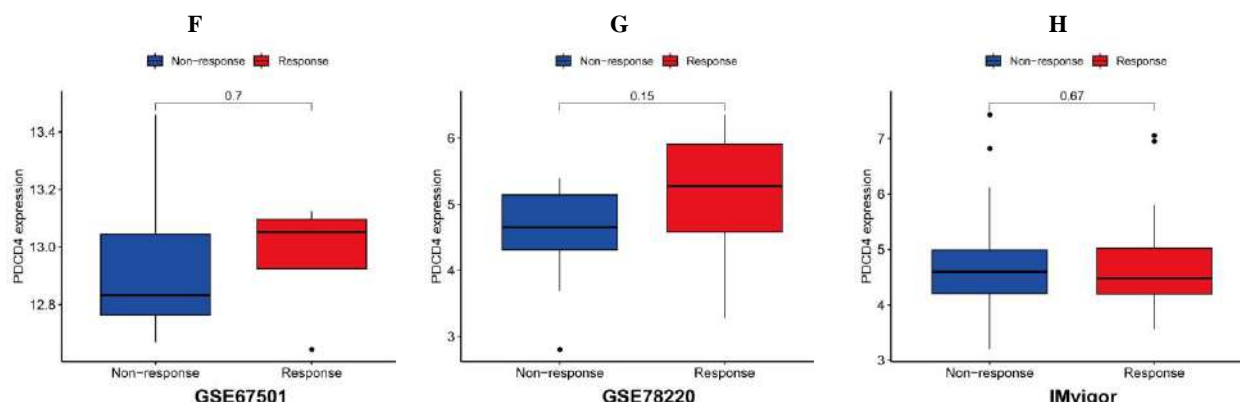 F
Non-response Response
0.7
13.4
13.2
13.0
12.8
PDCD4 expression
Non-response Response
GSE67501
G
Non-response Response
0.15
6
5
4
3
PDCD4 expression
Non-response Response
GSE78220
H
Non-response Response
0.67
7
6
5
4
3
PDCD4 expression
Non-response Response
IMvigor